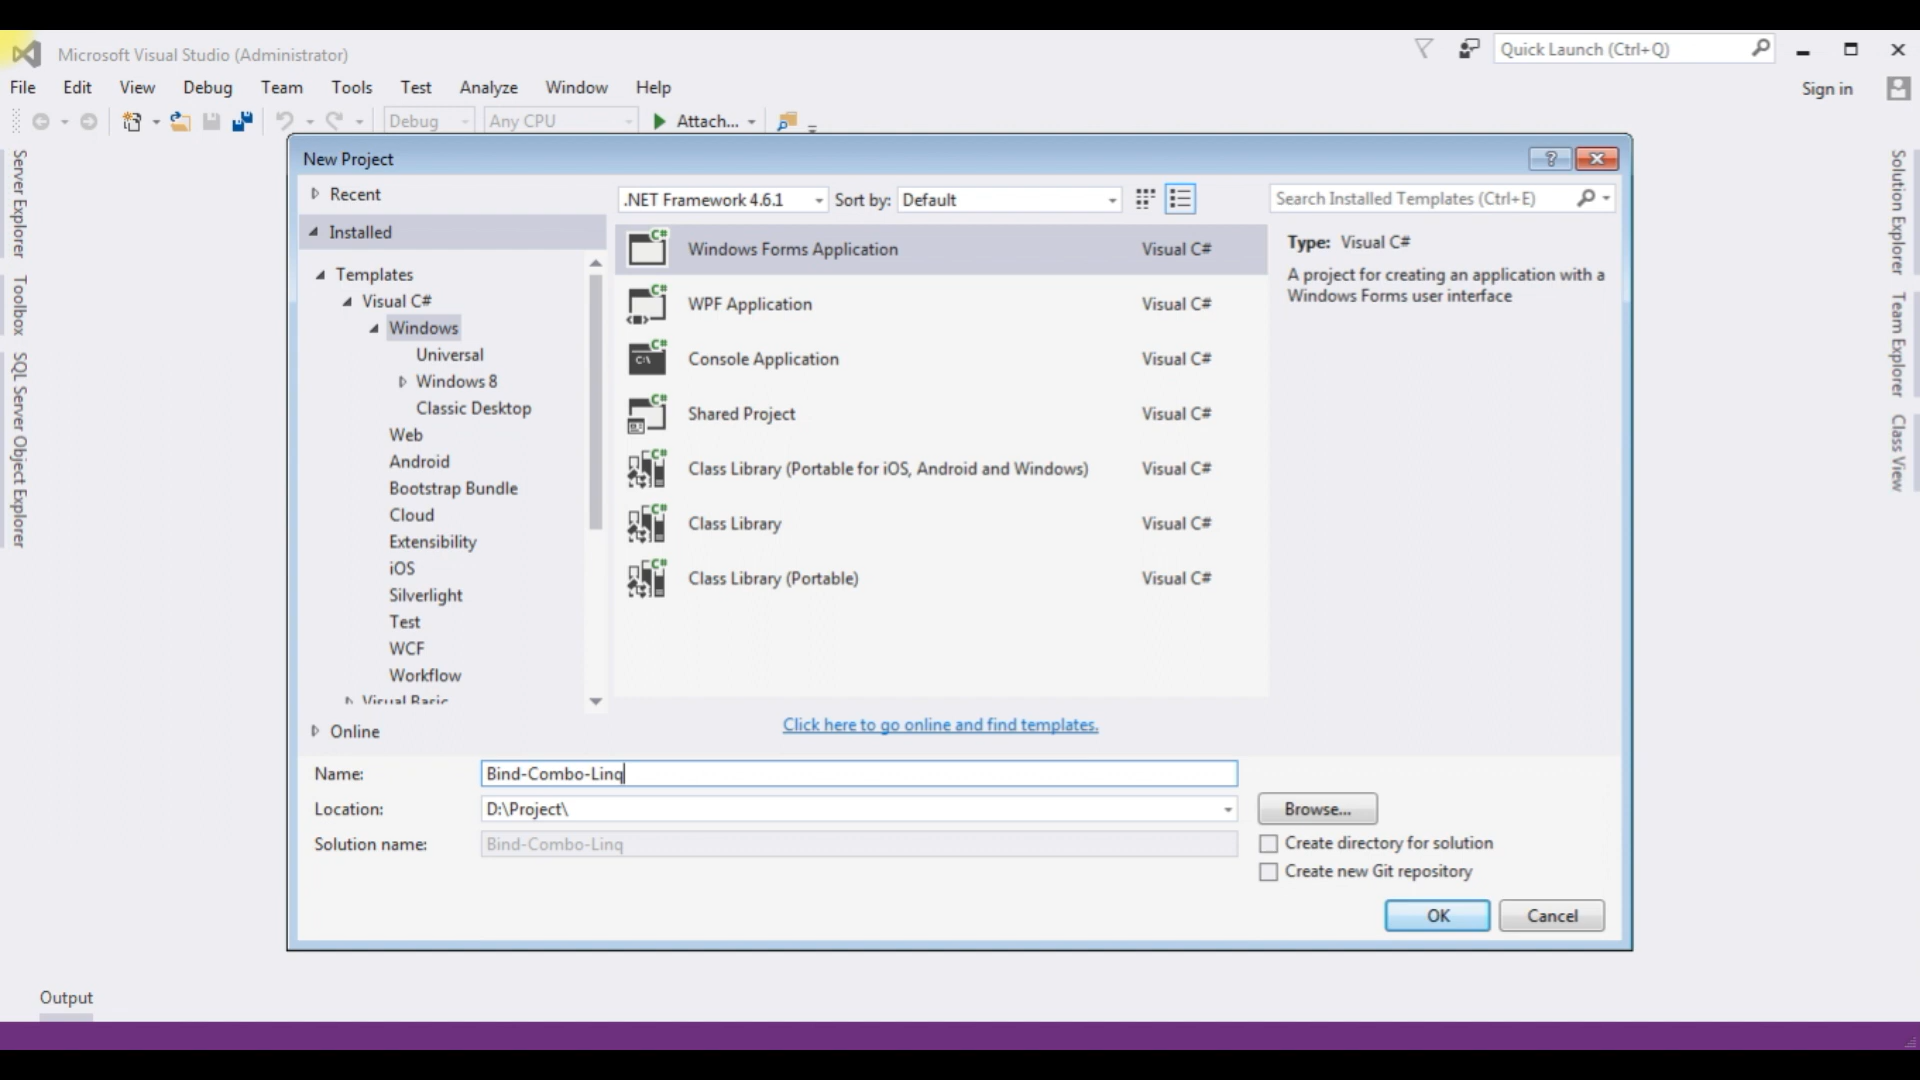 Microsoft Visual Studio (Administrator)
Quick Launch (Ctrl+Q)
File Edit View Debug Team Tools Test Analyze Window Help
Sign in
Debug Any CPU Attach...
Server Explorer
Toolbox
SQL Server Object Explorer
Solution Explorer
Team Explorer
Class View
New Project
?
Recent
Installed
.NET Framework 4.6.1 Sort by: Default
Search Installed Templates (Ctrl+E)
Templates
Visual C#
Windows
Universal
Windows 8
Classic Desktop
Web
Android
Bootstrap Bundle
Cloud
Extensibility
iOS
Silverlight
Test
WCF
Workflow
Visual Basic
Online
Windows Forms Application Visual C#
WPF Application Visual C#
Console Application Visual C#
Shared Project Visual C#
Class Library (Portable for iOS, Android and Windows) Visual C#
Class Library Visual C#
Class Library (Portable) Visual C#
Type: Visual C#
A project for creating an application with a
Windows Forms user interface
Click here to go online and find templates.
Name: Bind-Combo-Linq
Location: D:\Project\
Browse...
Solution name: Bind-Combo-Linq
Create directory for solution
Create new Git repository
OK Cancel
Output